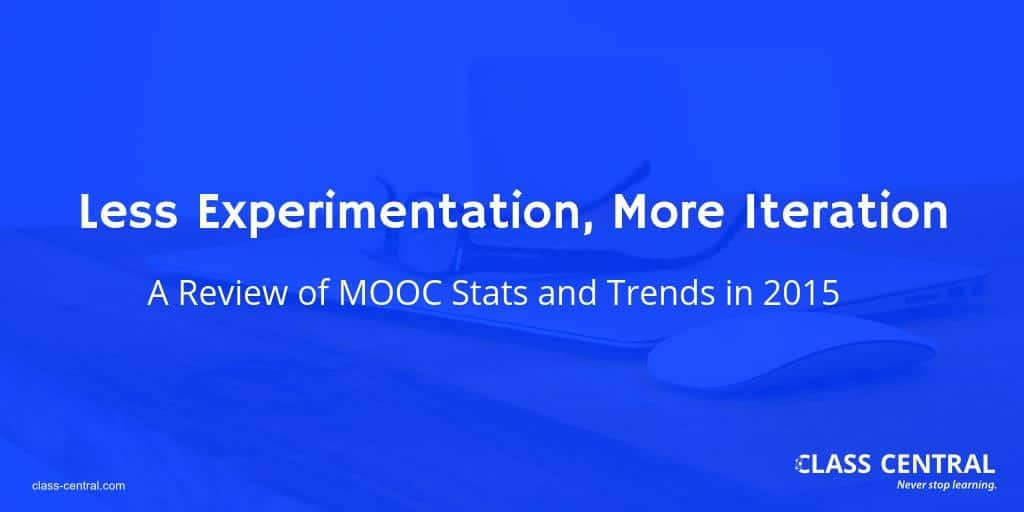 Less Experimentation, More Iteration
A Review of MOOC Stats and Trends in 2015
CLASS CENTRAL
Never stop learning.
class-central.com